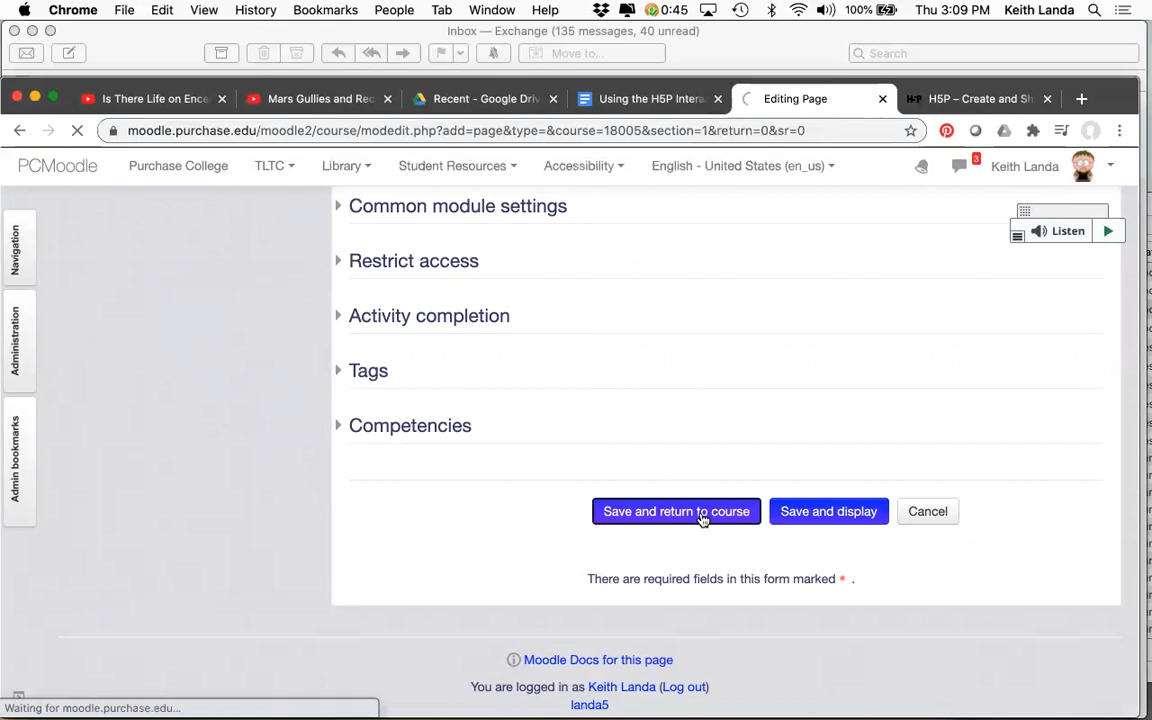 Chrome File Edit View History Bookmarks People Tab Window Help 0:45 100% Thu 3:09 PM Keith Landa
Inbox — Exchange (135 messages, 40 unread)
Move to... Search
Is There Life on Ence Mars Gullies and Rec Recent - Google Driv Using the H5P Intera Editing Page H5P – Create and Sh
moodle.purchase.edu/moodle2/course/modedit.php?add=page&type=&course=18005&section=1&return=0&sr=0
PCMoodle Purchase College TLTC Library Student Resources Accessibility English - United States (en_us) 3 Keith Landa
Common module settings
Listen
Navigation
Restrict access
Administration
Activity completion
Tags
Admin bookmarks
Competencies
Save and return to course Save and display Cancel
There are required fields in this form marked * .
Moodle Docs for this page
You are logged in as Keith Landa (Log out)
landa5
Waiting for moodle.purchase.edu...